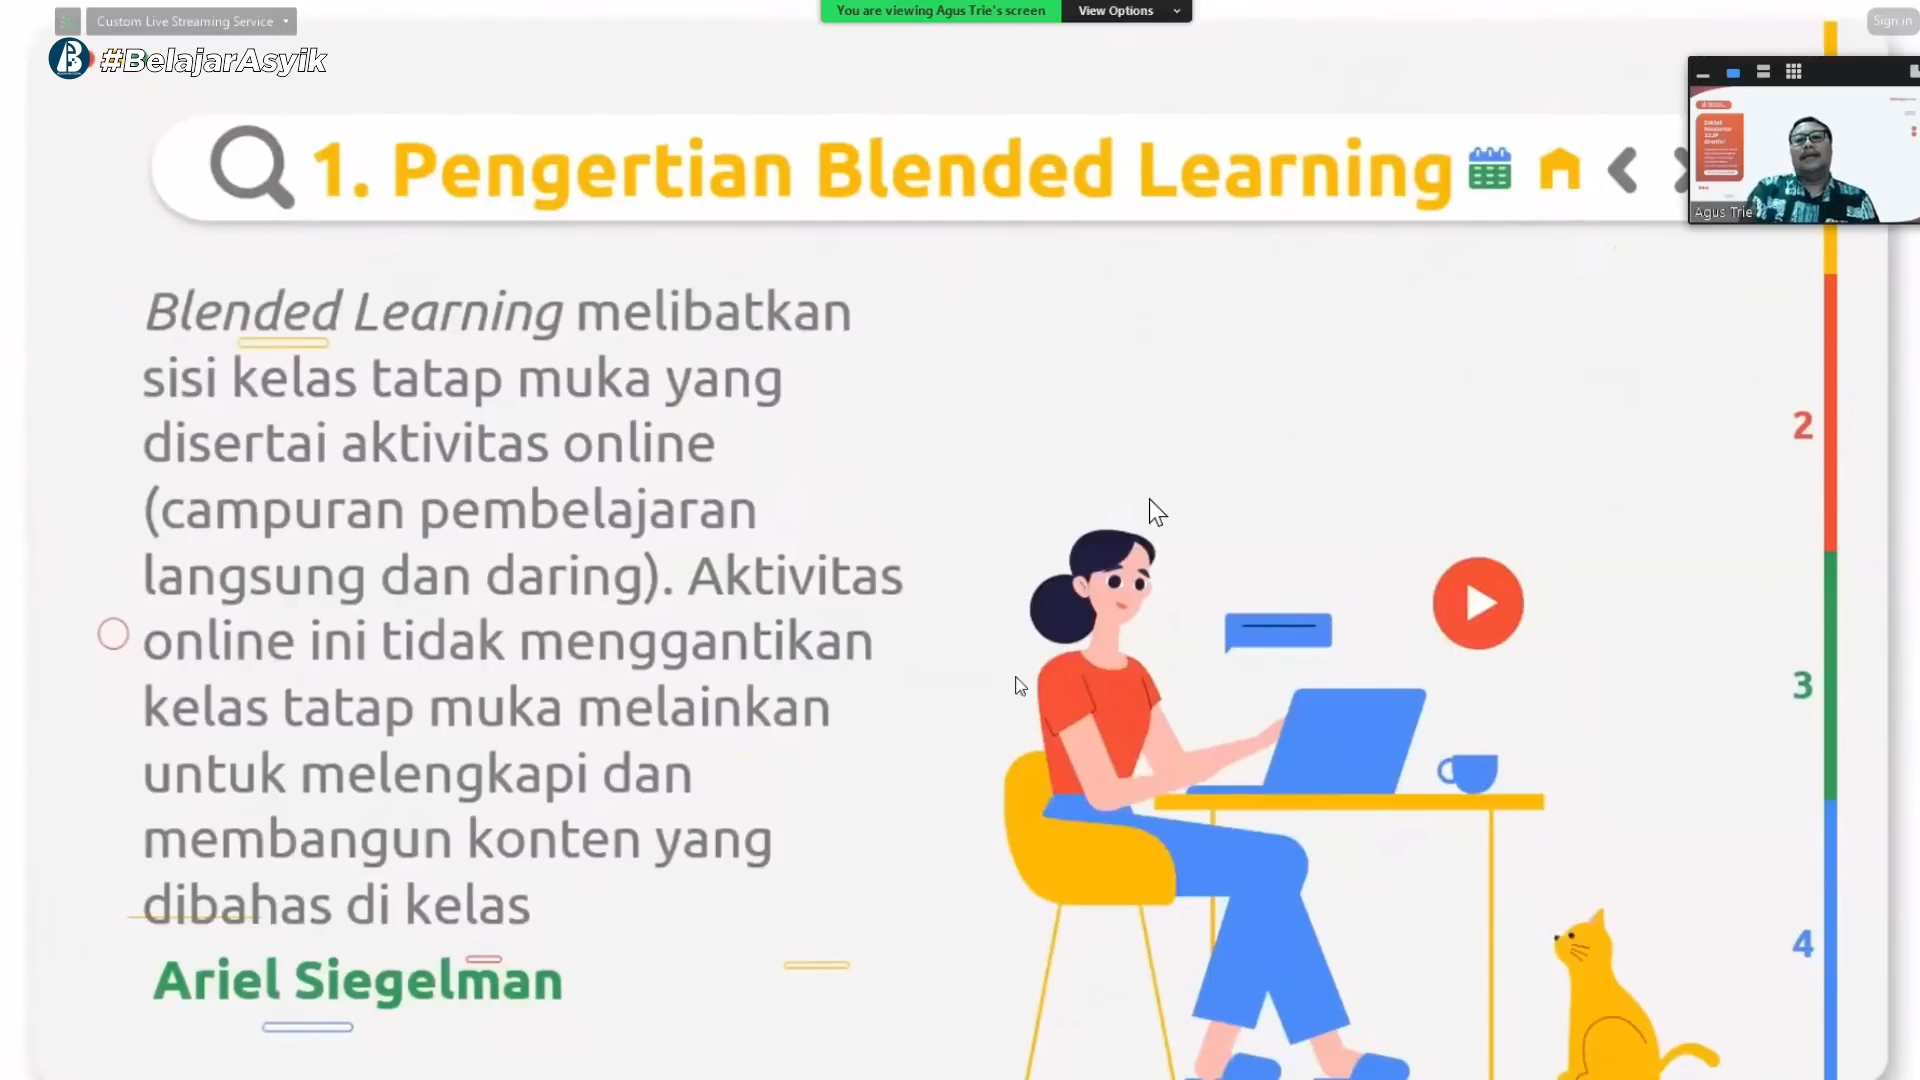 Custom Live Streaming Service
You are viewing Agus Trie's screen
View Options
Sign in
#BelajarAsyik
1. Pengertian Blended Learning
Agus Trie
Blended Learning melibatkan
sisi kelas tatap muka yang
disertai aktivitas online
(campuran pembelajaran
langsung dan daring). Aktivitas
online ini tidak menggantikan
kelas tatap muka melainkan
untuk melengkapi dan
membangun konten yang
dibahas di kelas
Ariel Siegelman
2
3
4